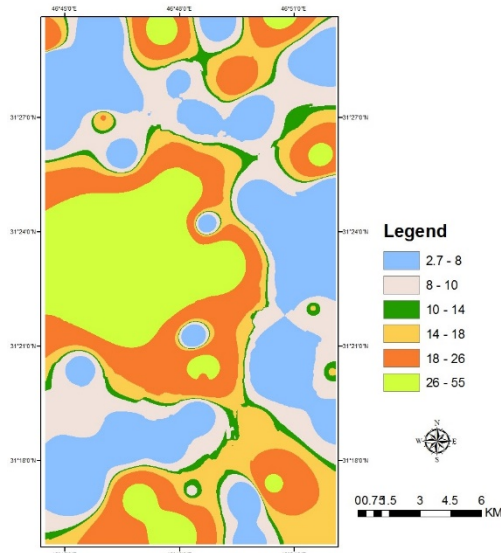 46°45'0"E 46°48'0"E 46°51'0"E
31°27'0"N 31°27'0"N
31°24'0"N 31°24'0"N
Legend
2.7 - 8
8 - 10
10 - 14
14 - 18
18 - 26
26 - 55
31°21'0"N 31°21'0"N
N
W E
S
31°18'0"N 31°18'0"N
00.751.5 3 4.5 6
KM